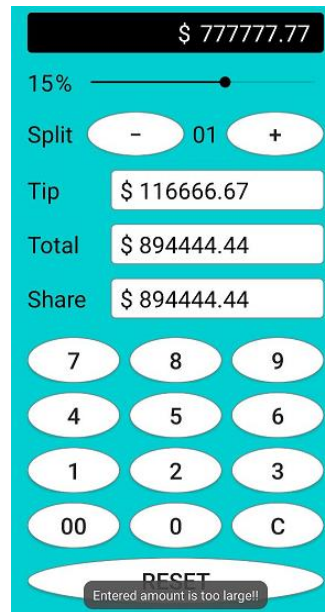 $ 777777.77
15%
Split − 01 +
Tip $ 116666.67
Total $ 894444.44
Share $ 894444.44
7 8 9
4 5 6
1 2 3
00 0 C
RESET
Entered amount is too large!!